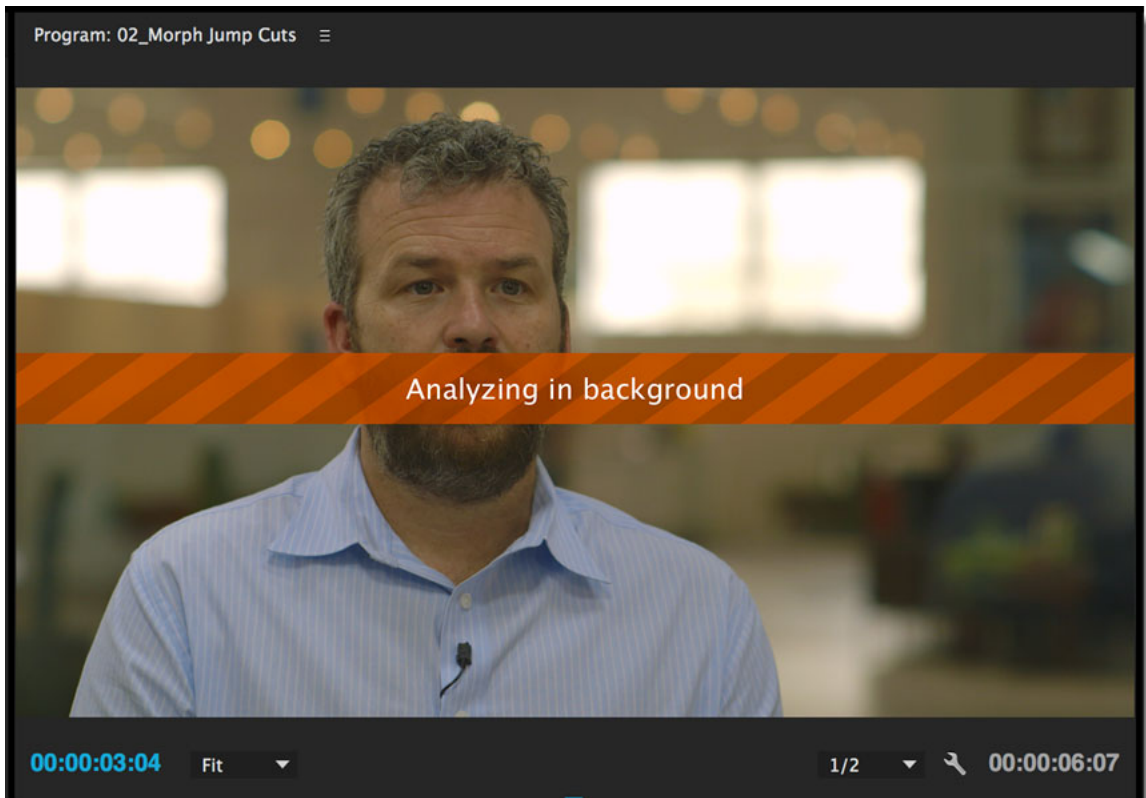 Program: 02_Morph Jump Cuts
Analyzing in background
00:00:03:04 Fit 1/2 00:00:06:07